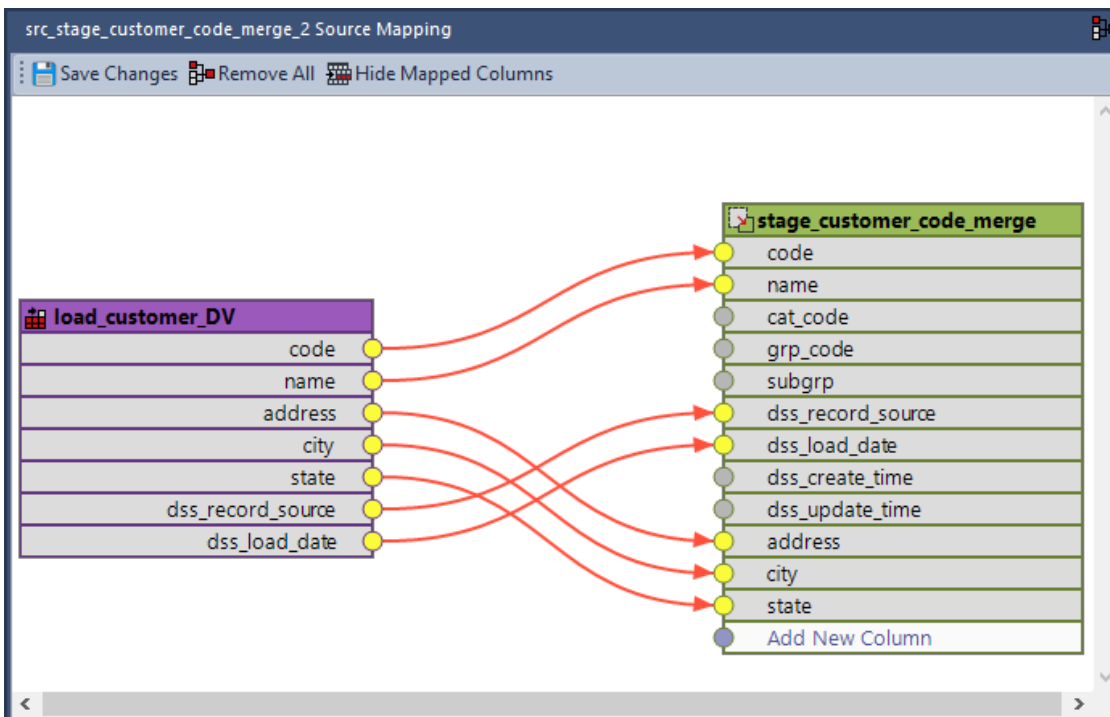 src_stage_customer_code_merge_2 Source Mapping
Save Changes Remove All Hide Mapped Columns
load_customer_DV
code
name
address
city
state
dss_record_source
dss_load_date
stage_customer_code_merge
code
name
cat_code
grp_code
subgrp
dss_record_source
dss_load_date
dss_create_time
dss_update_time
address
city
state
Add New Column